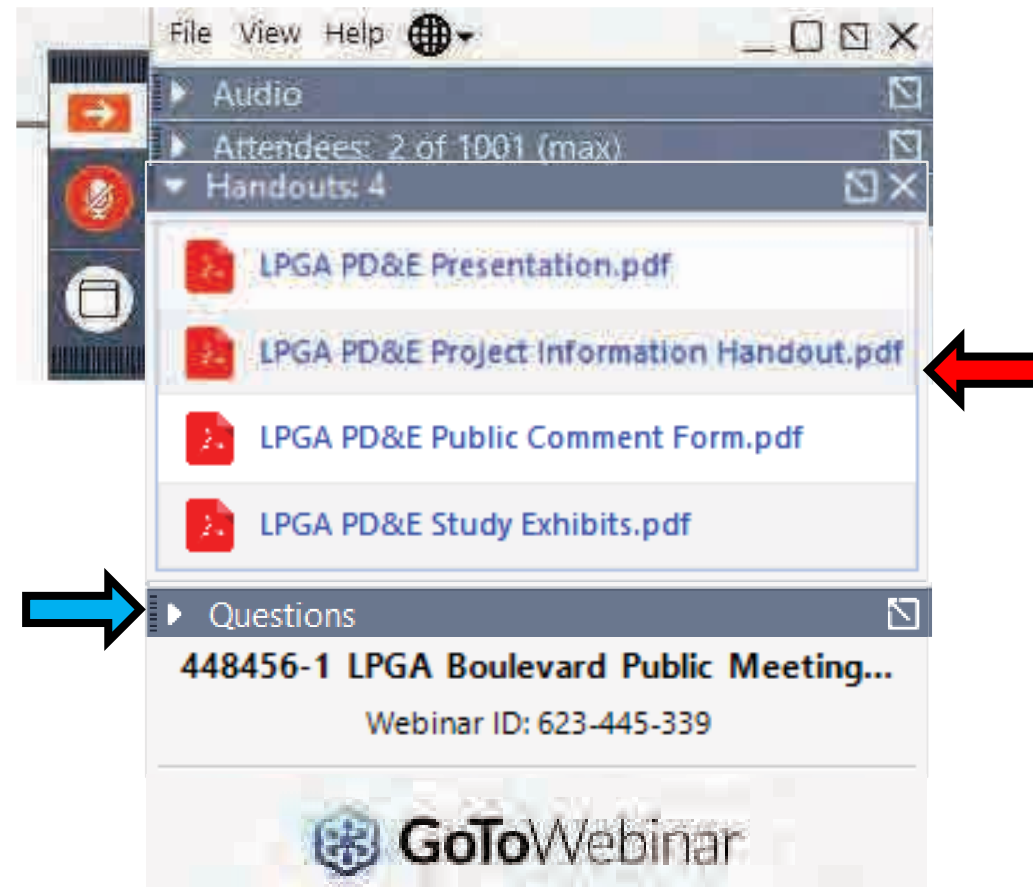 File View Help
Audio
Attendees: 2 of 1001 (max)
Handouts: 4
LPGA PD&E Presentation.pdf
LPGA PD&E Project Information Handout.pdf
LPGA PD&E Public Comment Form.pdf
LPGA PD&E Study Exhibits.pdf
Questions
448456-1 LPGA Boulevard Public Meeting...
Webinar ID: 623-445-339
GoToWebinar